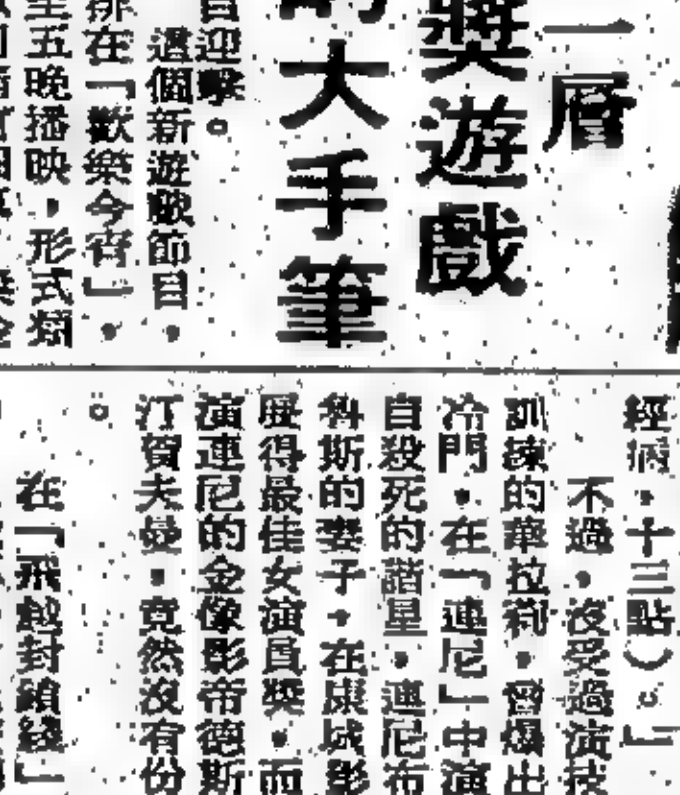 一層
獎遊戲
的大手筆
目迎擊。
這個新遊戲節目，
排在「歡樂今宵」，
至五晚播映，形式類
經病，十三點）。」
不過，沒受過演技
訓練的華拉莉，曾爆出
冷門，在「連尼」中演
自殺死的諧星，連尼布
科斯的妻子，在康城影
展得最佳女演員獎，而
演連尼的金像影帝德斯
汀賀夫曼，竟然沒有份
。
在「飛越封鎖綫」